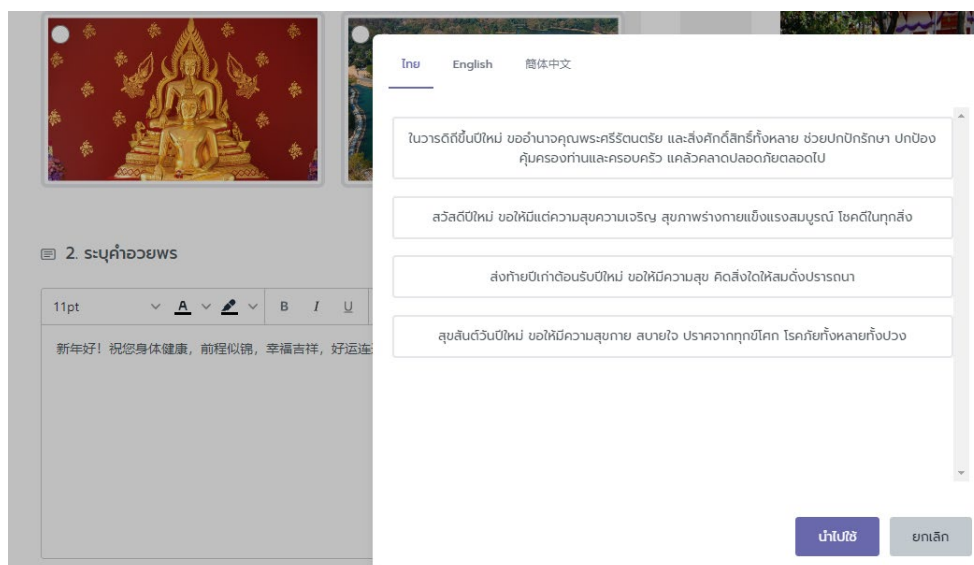 ไทย English 簡体中文
ในวารดิถีขึ้นปีใหม่ ขออำนาจคุณพระศรีรัตนตรัย และสิ่งศักดิ์สิทธิ์ทั้งหลาย ช่วยปกปักรักษา ปกป้อง
คุ้มครองท่านและครอบครัว แคล้วคลาดปลอดภัยตลอดไป
สวัสดีปีใหม่ ขอให้มีแต่ความสุขความเจริญ สุขภาพร่างกายแข็งแรงสมบูรณ์ โชคดีในทุกสิ่ง
ส่งท้ายปีเก่าต้อนรับปีใหม่ ขอให้มีความสุข คิดสิ่งใดให้สมดั่งปรารถนา
สุขสันต์วันปีใหม่ ขอให้มีความสุขกาย สบายใจ ปราศจากทุกข์โศก โรคภัยทั้งหลายทั้งปวง
นำไปใช้ ยกเลิก
2. ระบุคำอวยพร
11pt A B I U
新年好！祝您身体健康，前程似锦，幸福吉祥，好运连